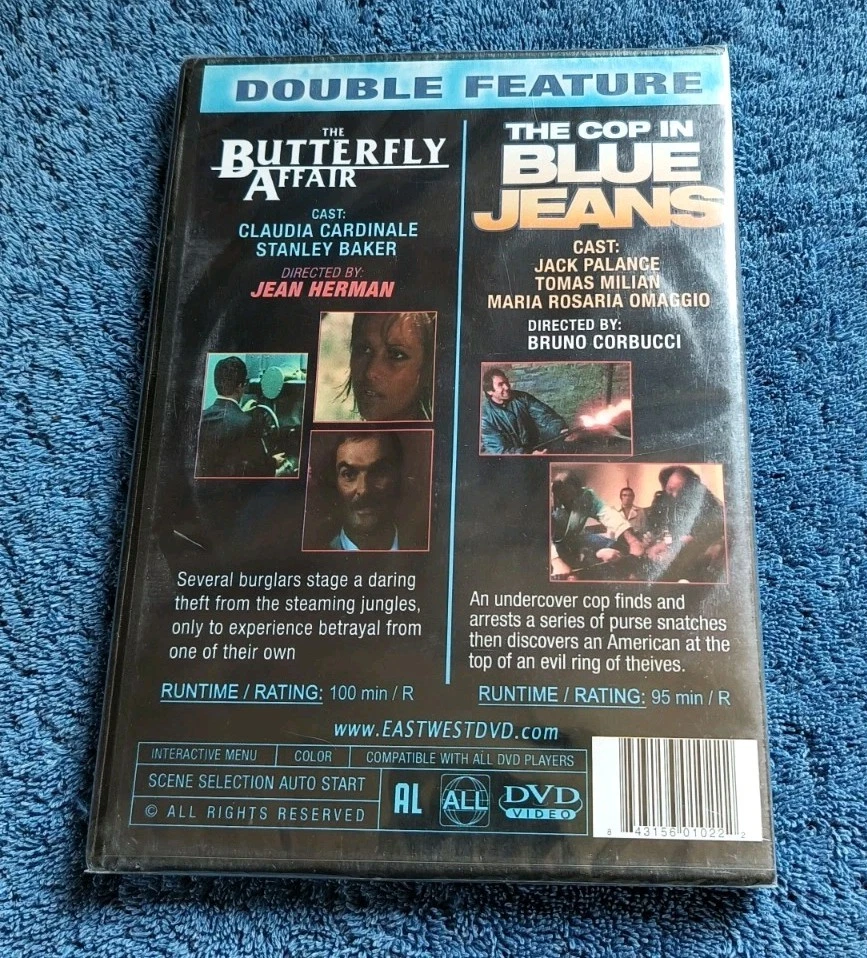 DOUBLE FEATURE
THE
BUTTERFLY
AFFAIR
CAST:
CLAUDIA CARDINALE
STANLEY BAKER
DIRECTED BY:
JEAN HERMAN
Several burglars stage a daring
theft from the steaming jungles,
only to experience betrayal from
one of their own
RUNTIME / RATING: 100 min / R
THE COP IN
BLUE
JEANS
CAST:
JACK PALANCE
TOMAS MILIAN
MARIA ROSARIA OMAGGIO
DIRECTED BY:
BRUNO CORBUCCI
An undercover cop finds and
arrests a series of purse snatches
then discovers an American at the
top of an evil ring of theives.
RUNTIME / RATING: 95 min / R
www.EASTWESTDVD.com
INTERACTIVE MENU COLOR COMPATIBLE WITH ALL DVD PLAYERS
SCENE SELECTION AUTO START
© ALL RIGHTS RESERVED
AL
ALL
DVD
VIDEO
8 43156 01022 2